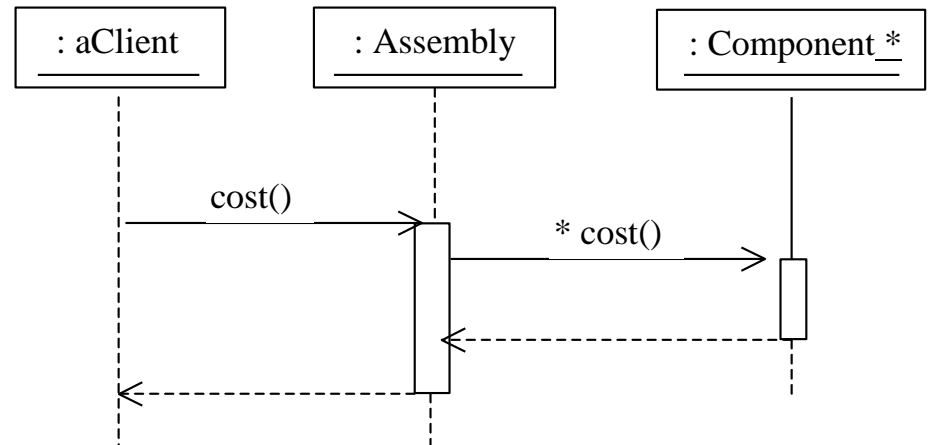 : aClient
: Assembly
: Component *
cost()
* cost()